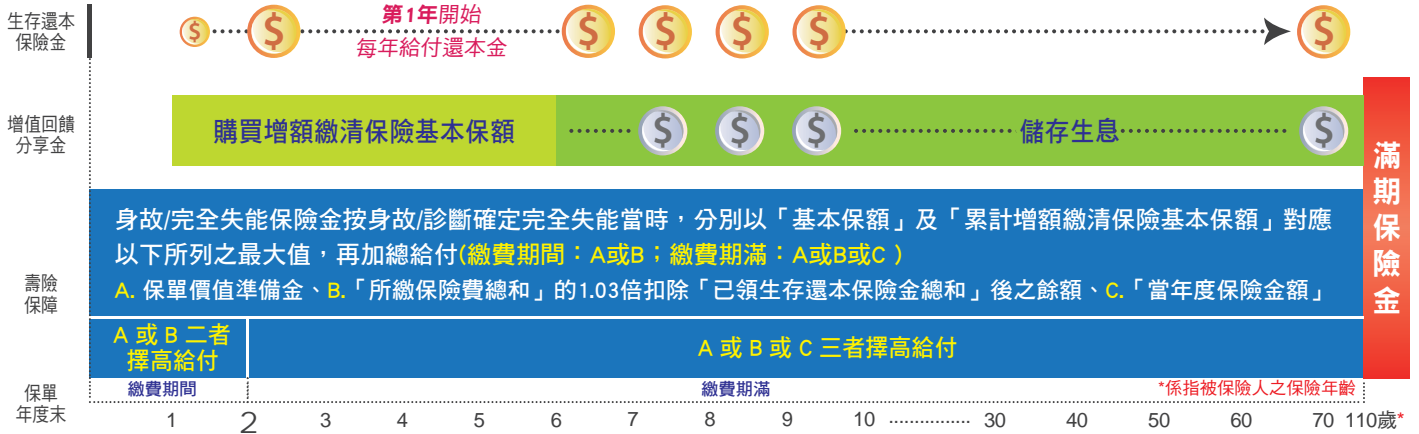 生存還本
保險金
$
$
第1年開始
每年給付還本金
$
$
$
$
$
增值回饋
分享金
購買增額繳清保險基本保額
$
$
$
儲存生息
$
滿期保險金
壽險
保障
身故/完全失能保險金按身故/診斷確定完全失能當時，分別以「基本保額」及「累計增額繳清保險基本保額」對應
以下所列之最大值，再加總給付(繳費期間：A或B；繳費期滿：A或B或C )
A. 保單價值準備金、B.「所繳保險費總和」的1.03倍扣除「已領生存還本保險金總和」後之餘額、C.「當年度保險金額」
A 或 B 二者
擇高給付
A 或 B 或 C 三者擇高給付
保單
年度末
繳費期間
繳費期滿
*係指被保險人之保險年齡
1 2 3 4 5 6 7 8 9 10 ................ 30 40 50 60 70 110歲*